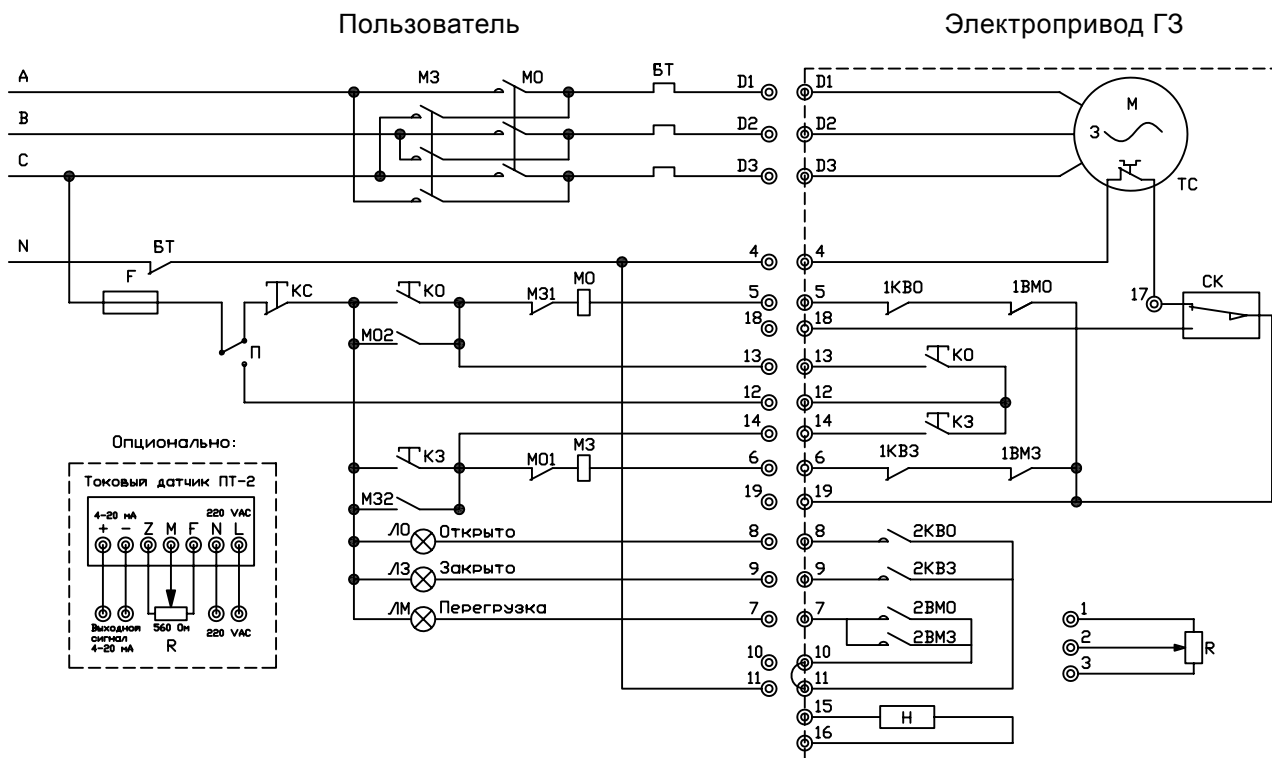 Пользователь
Электропривод ГЗ
A
МЗ
МО
БТ
D1
D1
М
3
B
D2
D2
C
D3
D3
ТС
N
БТ
4
4
F
КС
КО
МЗ1
МО
5
5
1КВО
1ВМО
17
СК
18
18
П
МО2
13
13
КО
12
12
14
14
КЗ
КЗ
МО1
МЗ
6
6
1КВЗ
1ВМЗ
МЗ2
19
19
ЛО
Открыто
8
8
2КВО
ЛЗ
Закрыто
9
9
2КВЗ
ЛМ
Перегрузка
7
7
2ВМО
2ВМЗ
10
10
11
11
15
Н
16
1
2
R
3
Опционально:
Токовый датчик ПТ-2
4-20 мА
220 VAC
+ - Z M F N L
Выходной
сигнал
4-20 мА
560 Ом
R
220 VAC